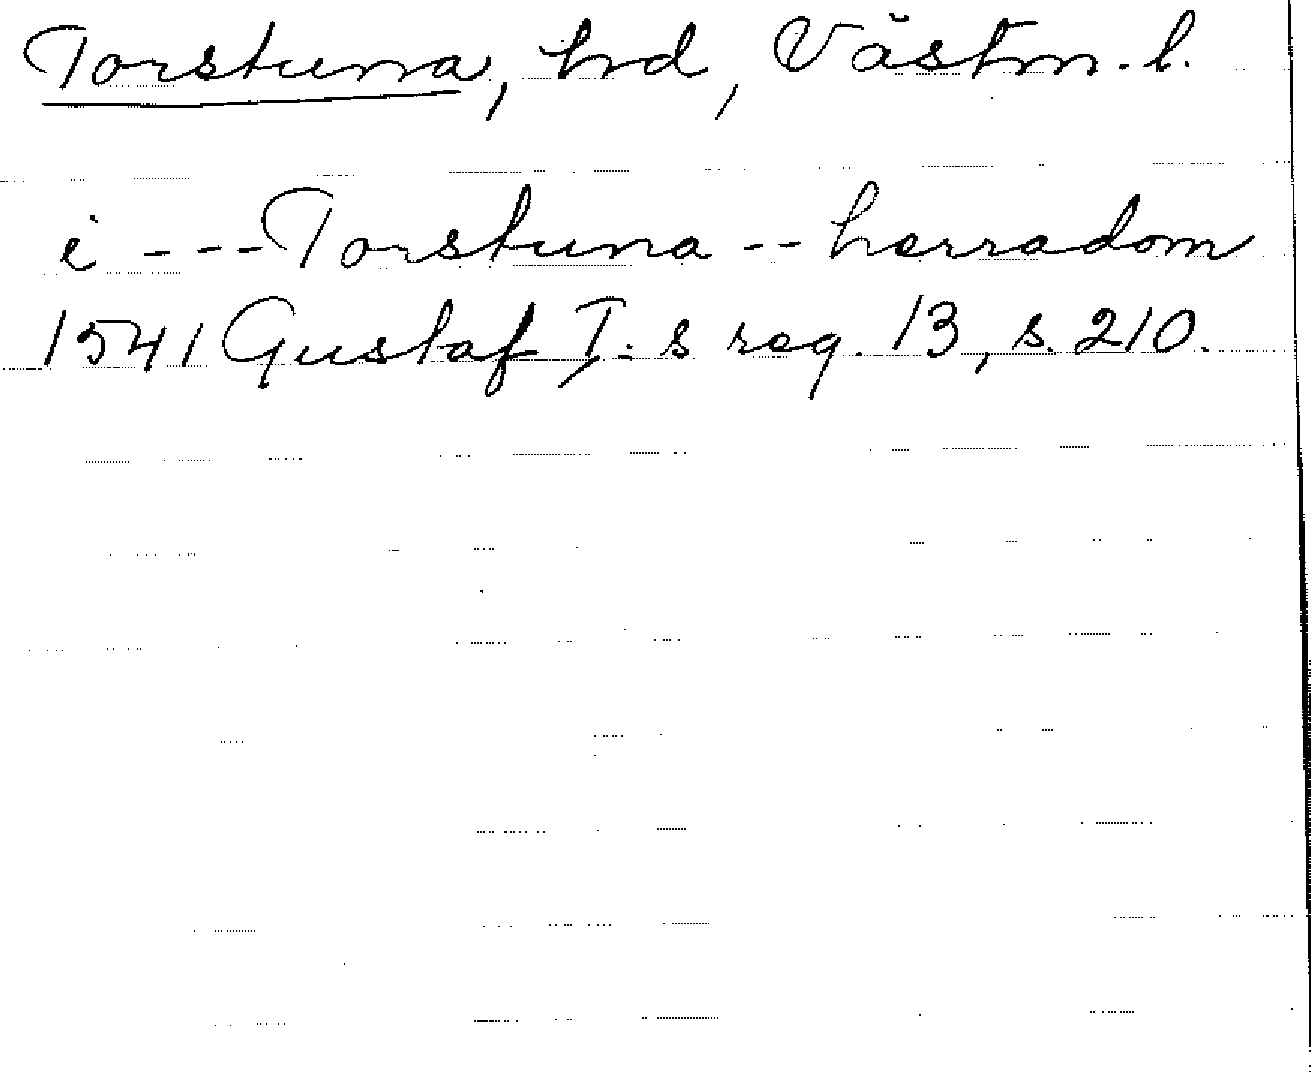 Torstuna, hd, Västm. l.
i --- Torstuna -- herradom
1541 Gustaf I:s reg. 13, s. 210.